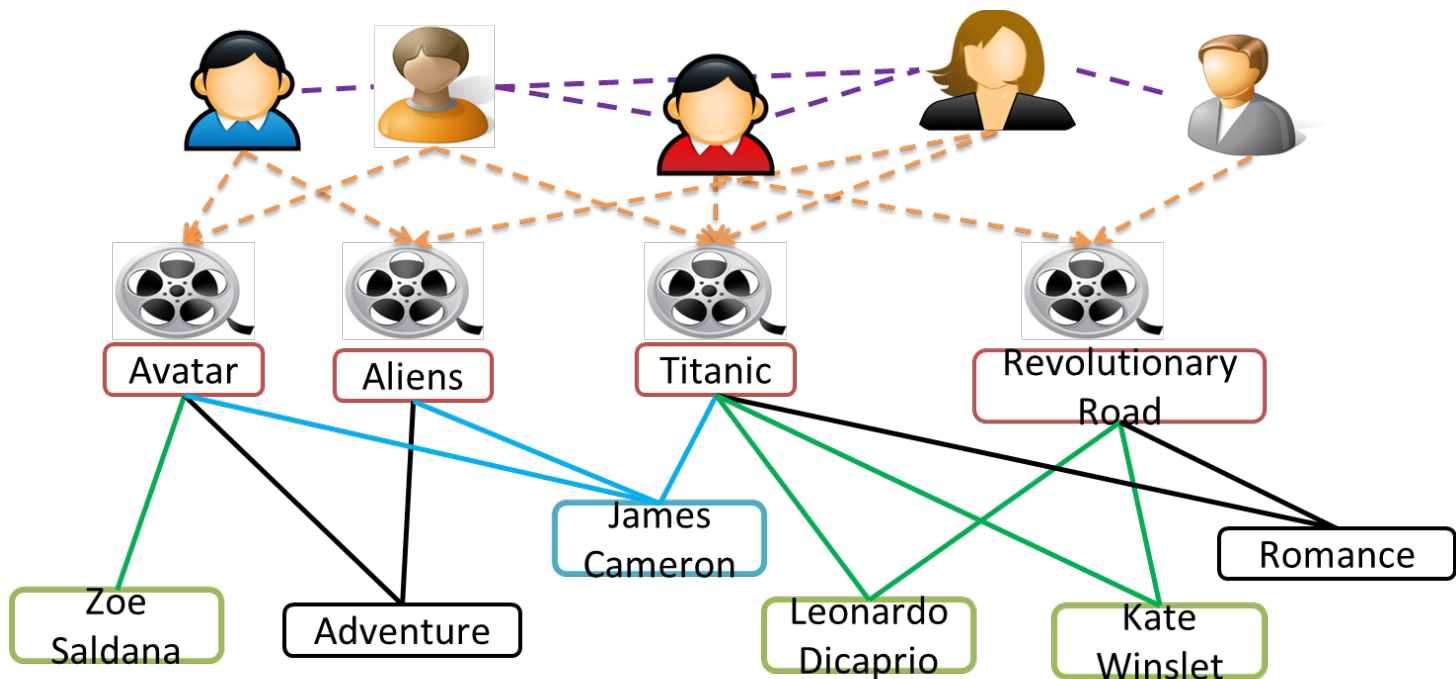 Avatar
Aliens
Titanic
Revolutionary
Road
James
Cameron
Romance
Zoe
Saldana
Adventure
Leonardo
Dicaprio
Kate
Winslet